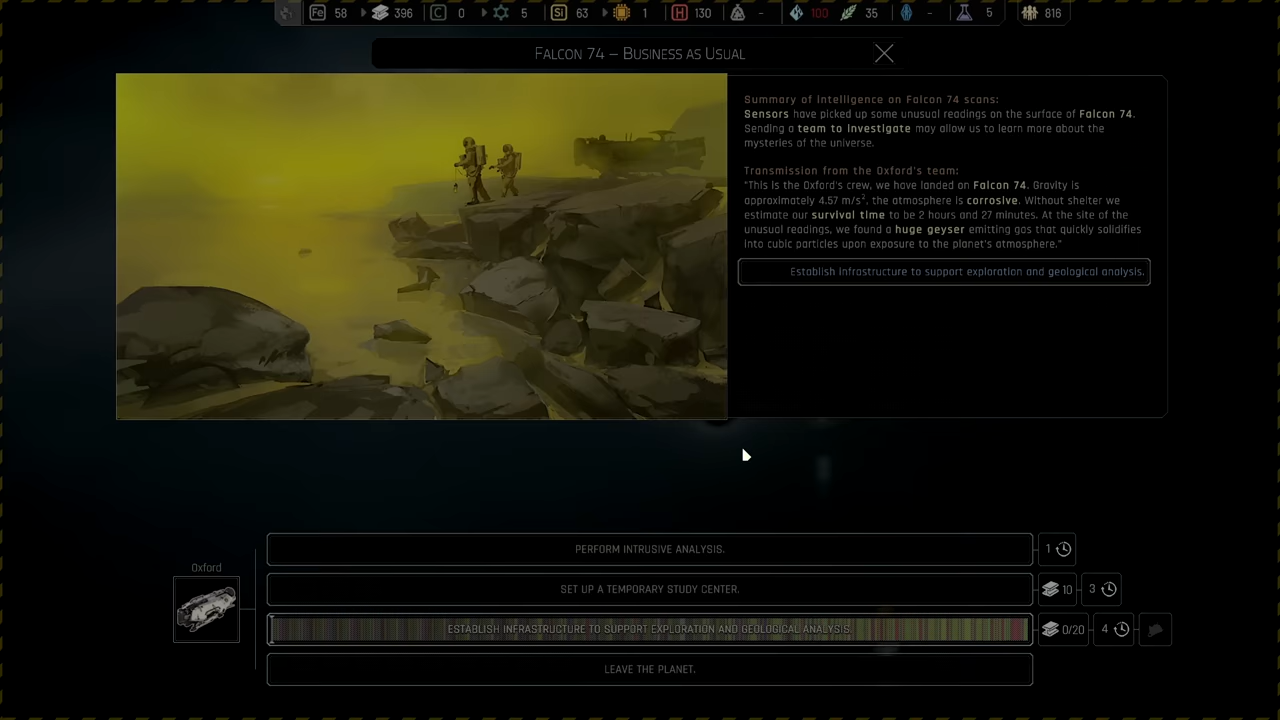 Fe 58 396 C 0 5 Si 63 1 H 130 - 100 35 - 5 816
Falcon 74 – Business as Usual
Summary of intelligence on Falcon 74 scans:
Sensors have picked up some unusual readings on the surface of Falcon 74.
Sending a team to investigate may allow us to learn more about the
mysteries of the universe.
Transmission from the Oxford's team:
"This is the Oxford's crew, we have landed on Falcon 74. Gravity is
approximately 4.57 m/s², the atmosphere is corrosive. Without shelter we
estimate our survival time to be 2 hours and 27 minutes. At the site of the
unusual readings, we found a huge geyser emitting gas that quickly solidifies
into cubic particles upon exposure to the planet's atmosphere."
Establish infrastructure to support exploration and geological analysis.
Oxford
PERFORM INTRUSIVE ANALYSIS. 1
SET UP A TEMPORARY STUDY CENTER. 10 3
ESTABLISH INFRASTRUCTURE TO SUPPORT EXPLORATION AND GEOLOGICAL ANALYSIS. 0/20 4
LEAVE THE PLANET.